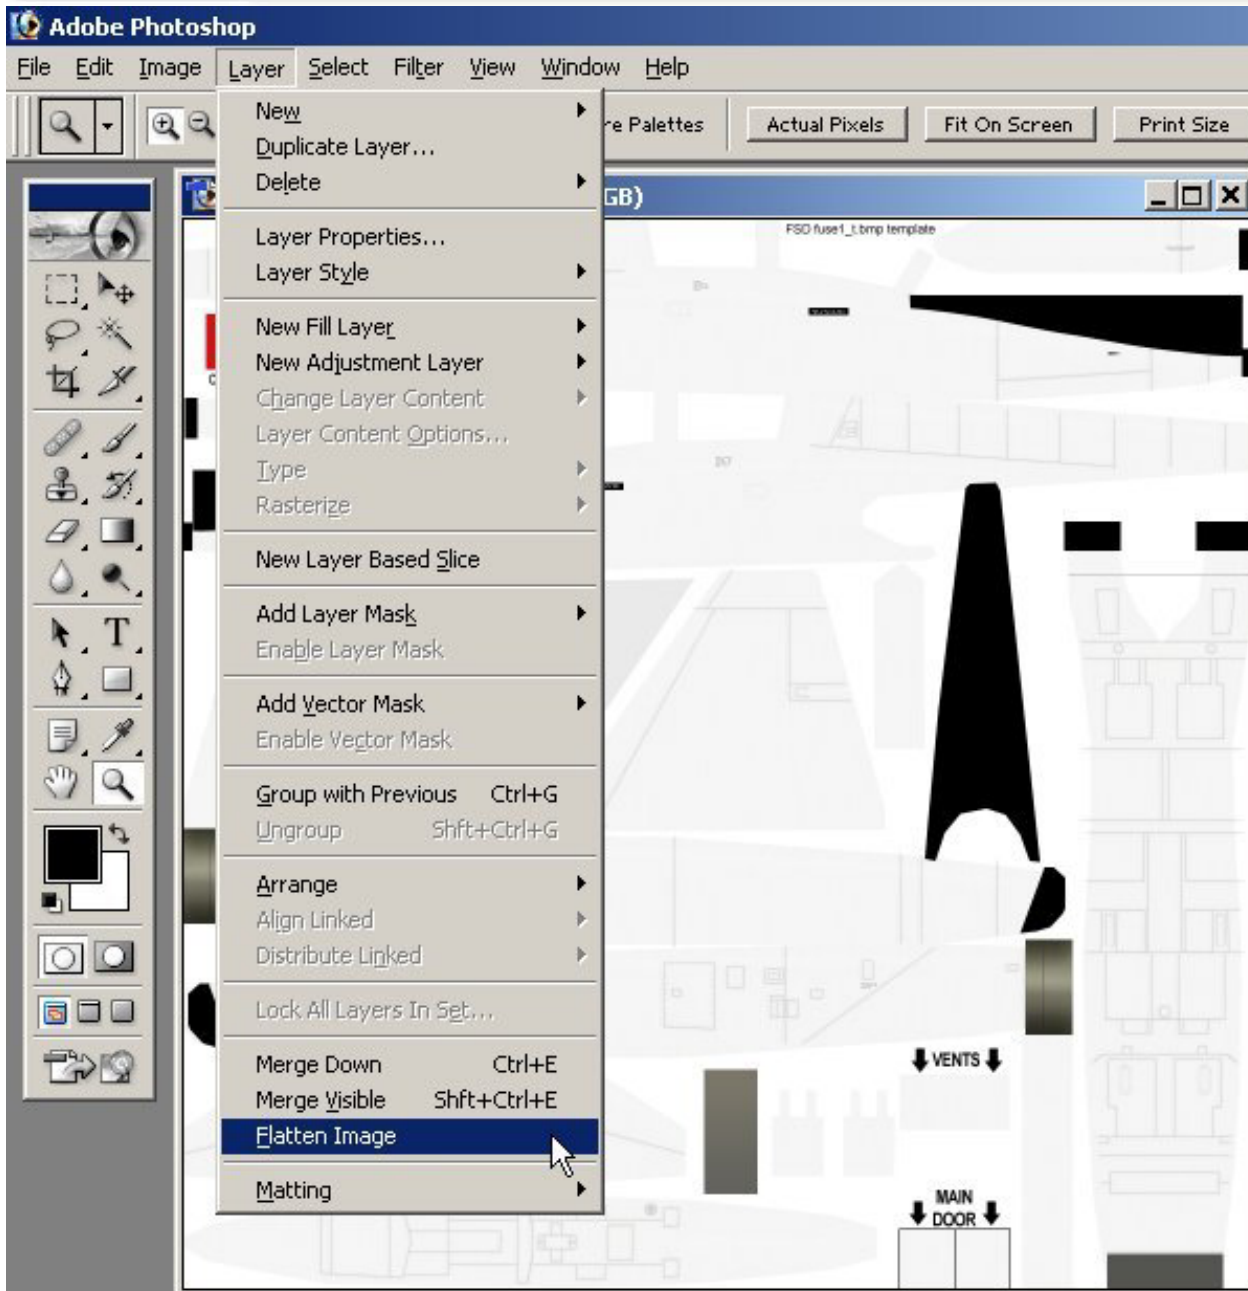 Adobe Photoshop
File Edit Image Layer Select Filter View Window Help
re Palettes Actual Pixels Fit On Screen Print Size
GB)
New
Duplicate Layer...
Delete
Layer Properties...
Layer Style
New Fill Layer
New Adjustment Layer
Change Layer Content
Layer Content Options...
Type
Rasterize
New Layer Based Slice
Add Layer Mask
Enable Layer Mask
Add Vector Mask
Enable Vector Mask
Group with Previous Ctrl+G
Ungroup Shft+Ctrl+G
Arrange
Align Linked
Distribute Linked
Lock All Layers In Set...
Merge Down Ctrl+E
Merge Visible Shft+Ctrl+E
Flatten Image
Matting
FSD fuse1_t.bmp template
VENTS
MAIN
DOOR